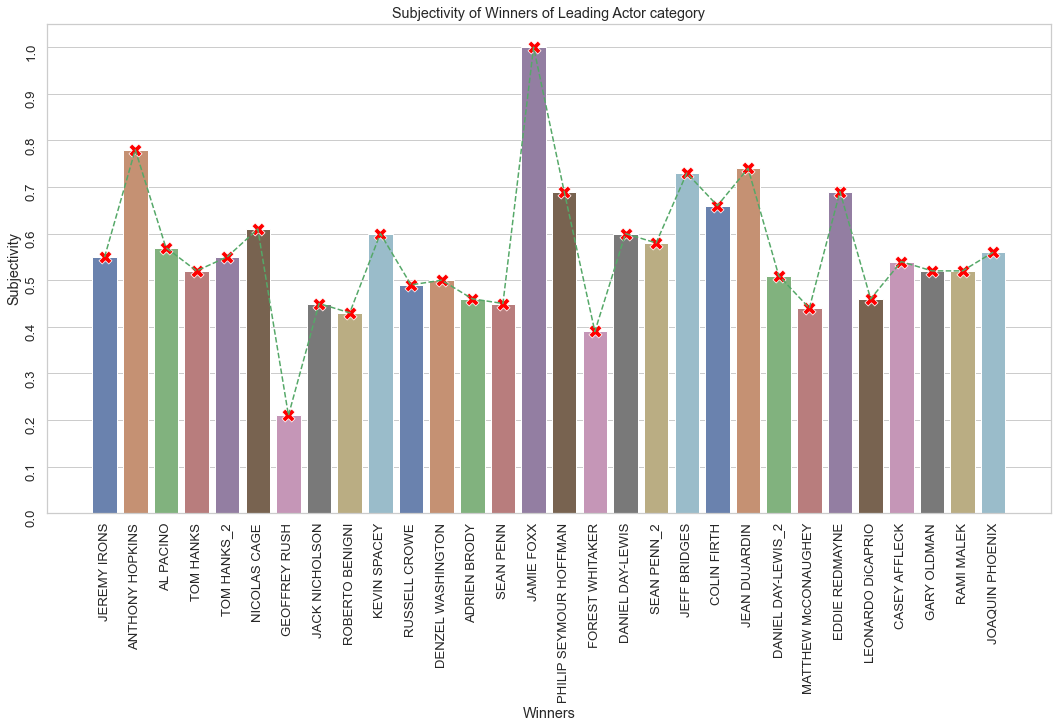 Subjectivity of Winners of Leading Actor category
Subjectivity
1.0
0.9
0.8
0.7
0.6
0.5
0.4
0.3
0.2
0.1
0.0
JEREMY IRONS
ANTHONY HOPKINS
AL PACINO
TOM HANKS
TOM HANKS_2
NICOLAS CAGE
GEOFFREY RUSH
JACK NICHOLSON
ROBERTO BENIGNI
KEVIN SPACEY
RUSSELL CROWE
DENZEL WASHINGTON
ADRIEN BRODY
SEAN PENN
JAMIE FOXX
PHILIP SEYMOUR HOFFMAN
FOREST WHITAKER
DANIEL DAY-LEWIS
SEAN PENN_2
JEFF BRIDGES
COLIN FIRTH
JEAN DUJARDIN
DANIEL DAY-LEWIS_2
MATTHEW McCONAUGHEY
EDDIE REDMAYNE
LEONARDO DiCAPRIO
CASEY AFFLECK
GARY OLDMAN
RAMI MALEK
JOAQUIN PHOENIX
Winners